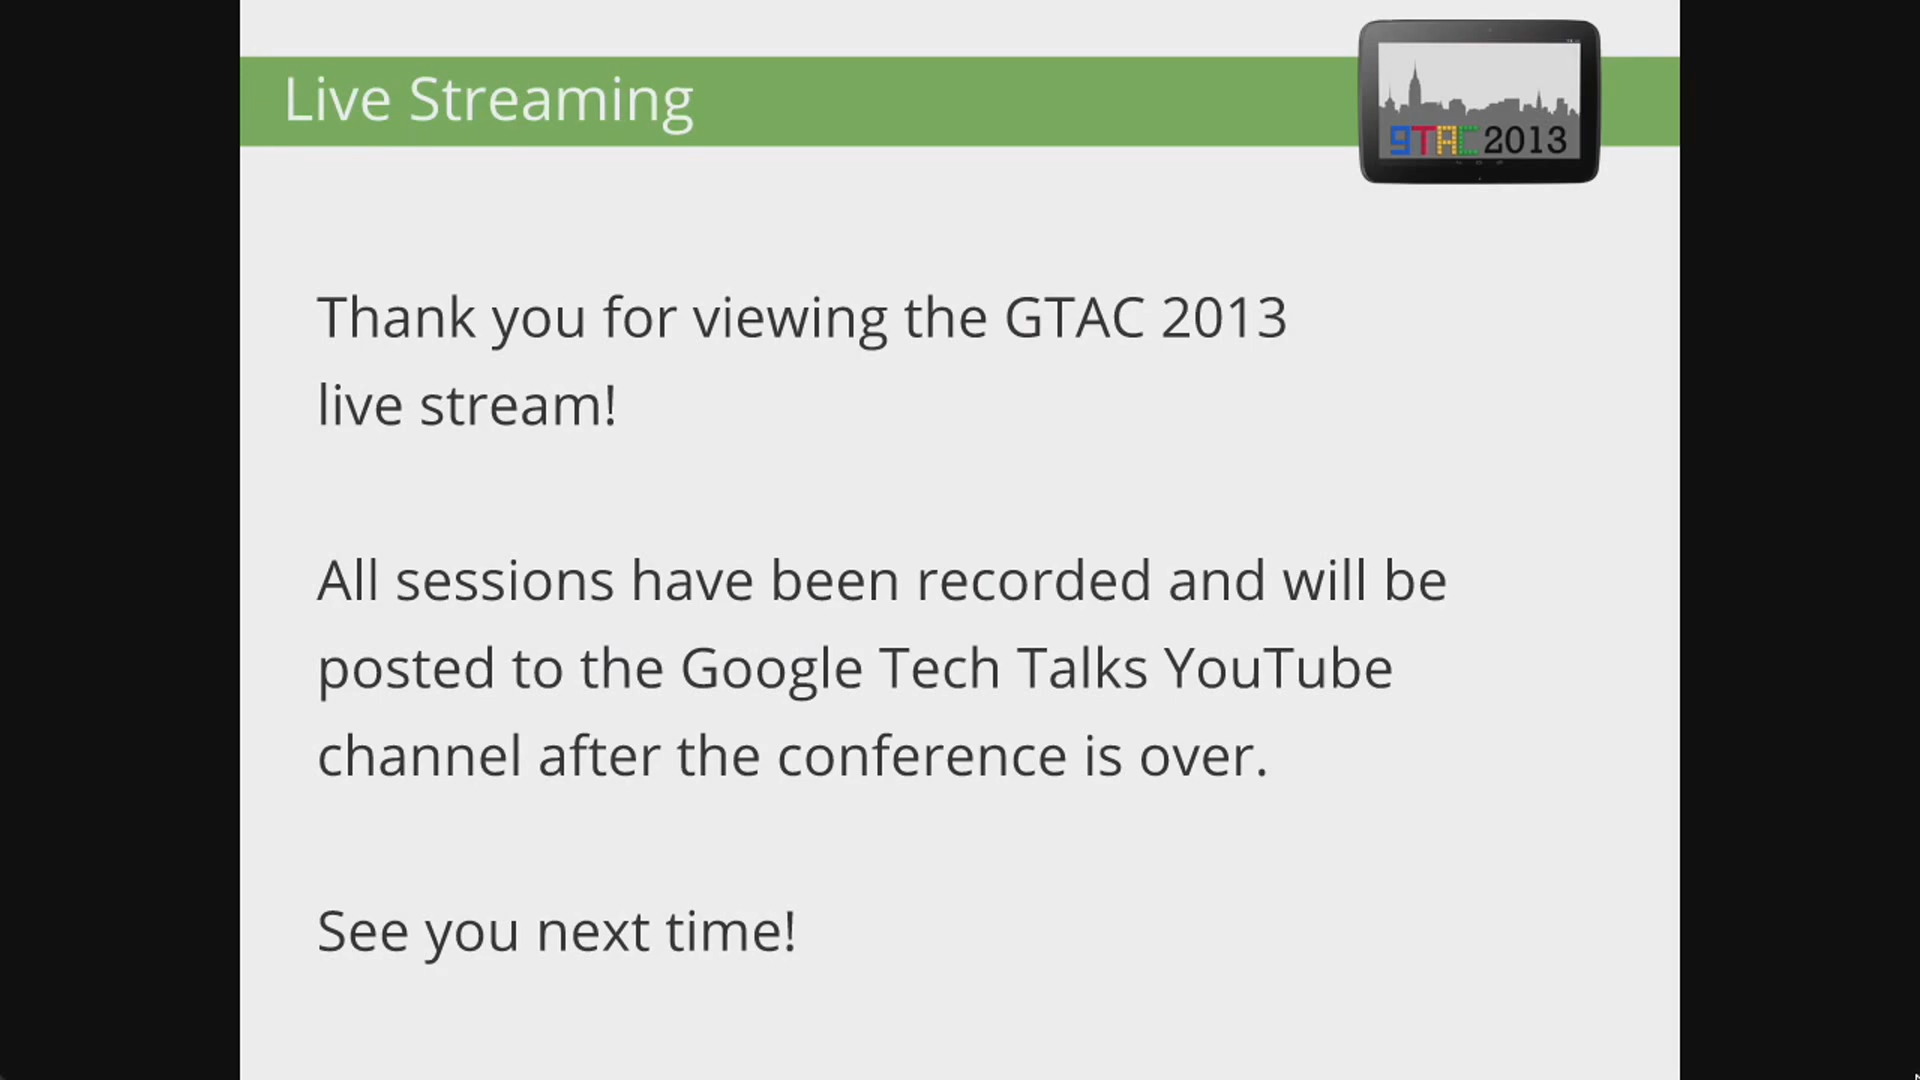 Live Streaming
gTAC 2013
Thank you for viewing the GTAC 2013
live stream!
All sessions have been recorded and will be
posted to the Google Tech Talks YouTube
channel after the conference is over.
See you next time!